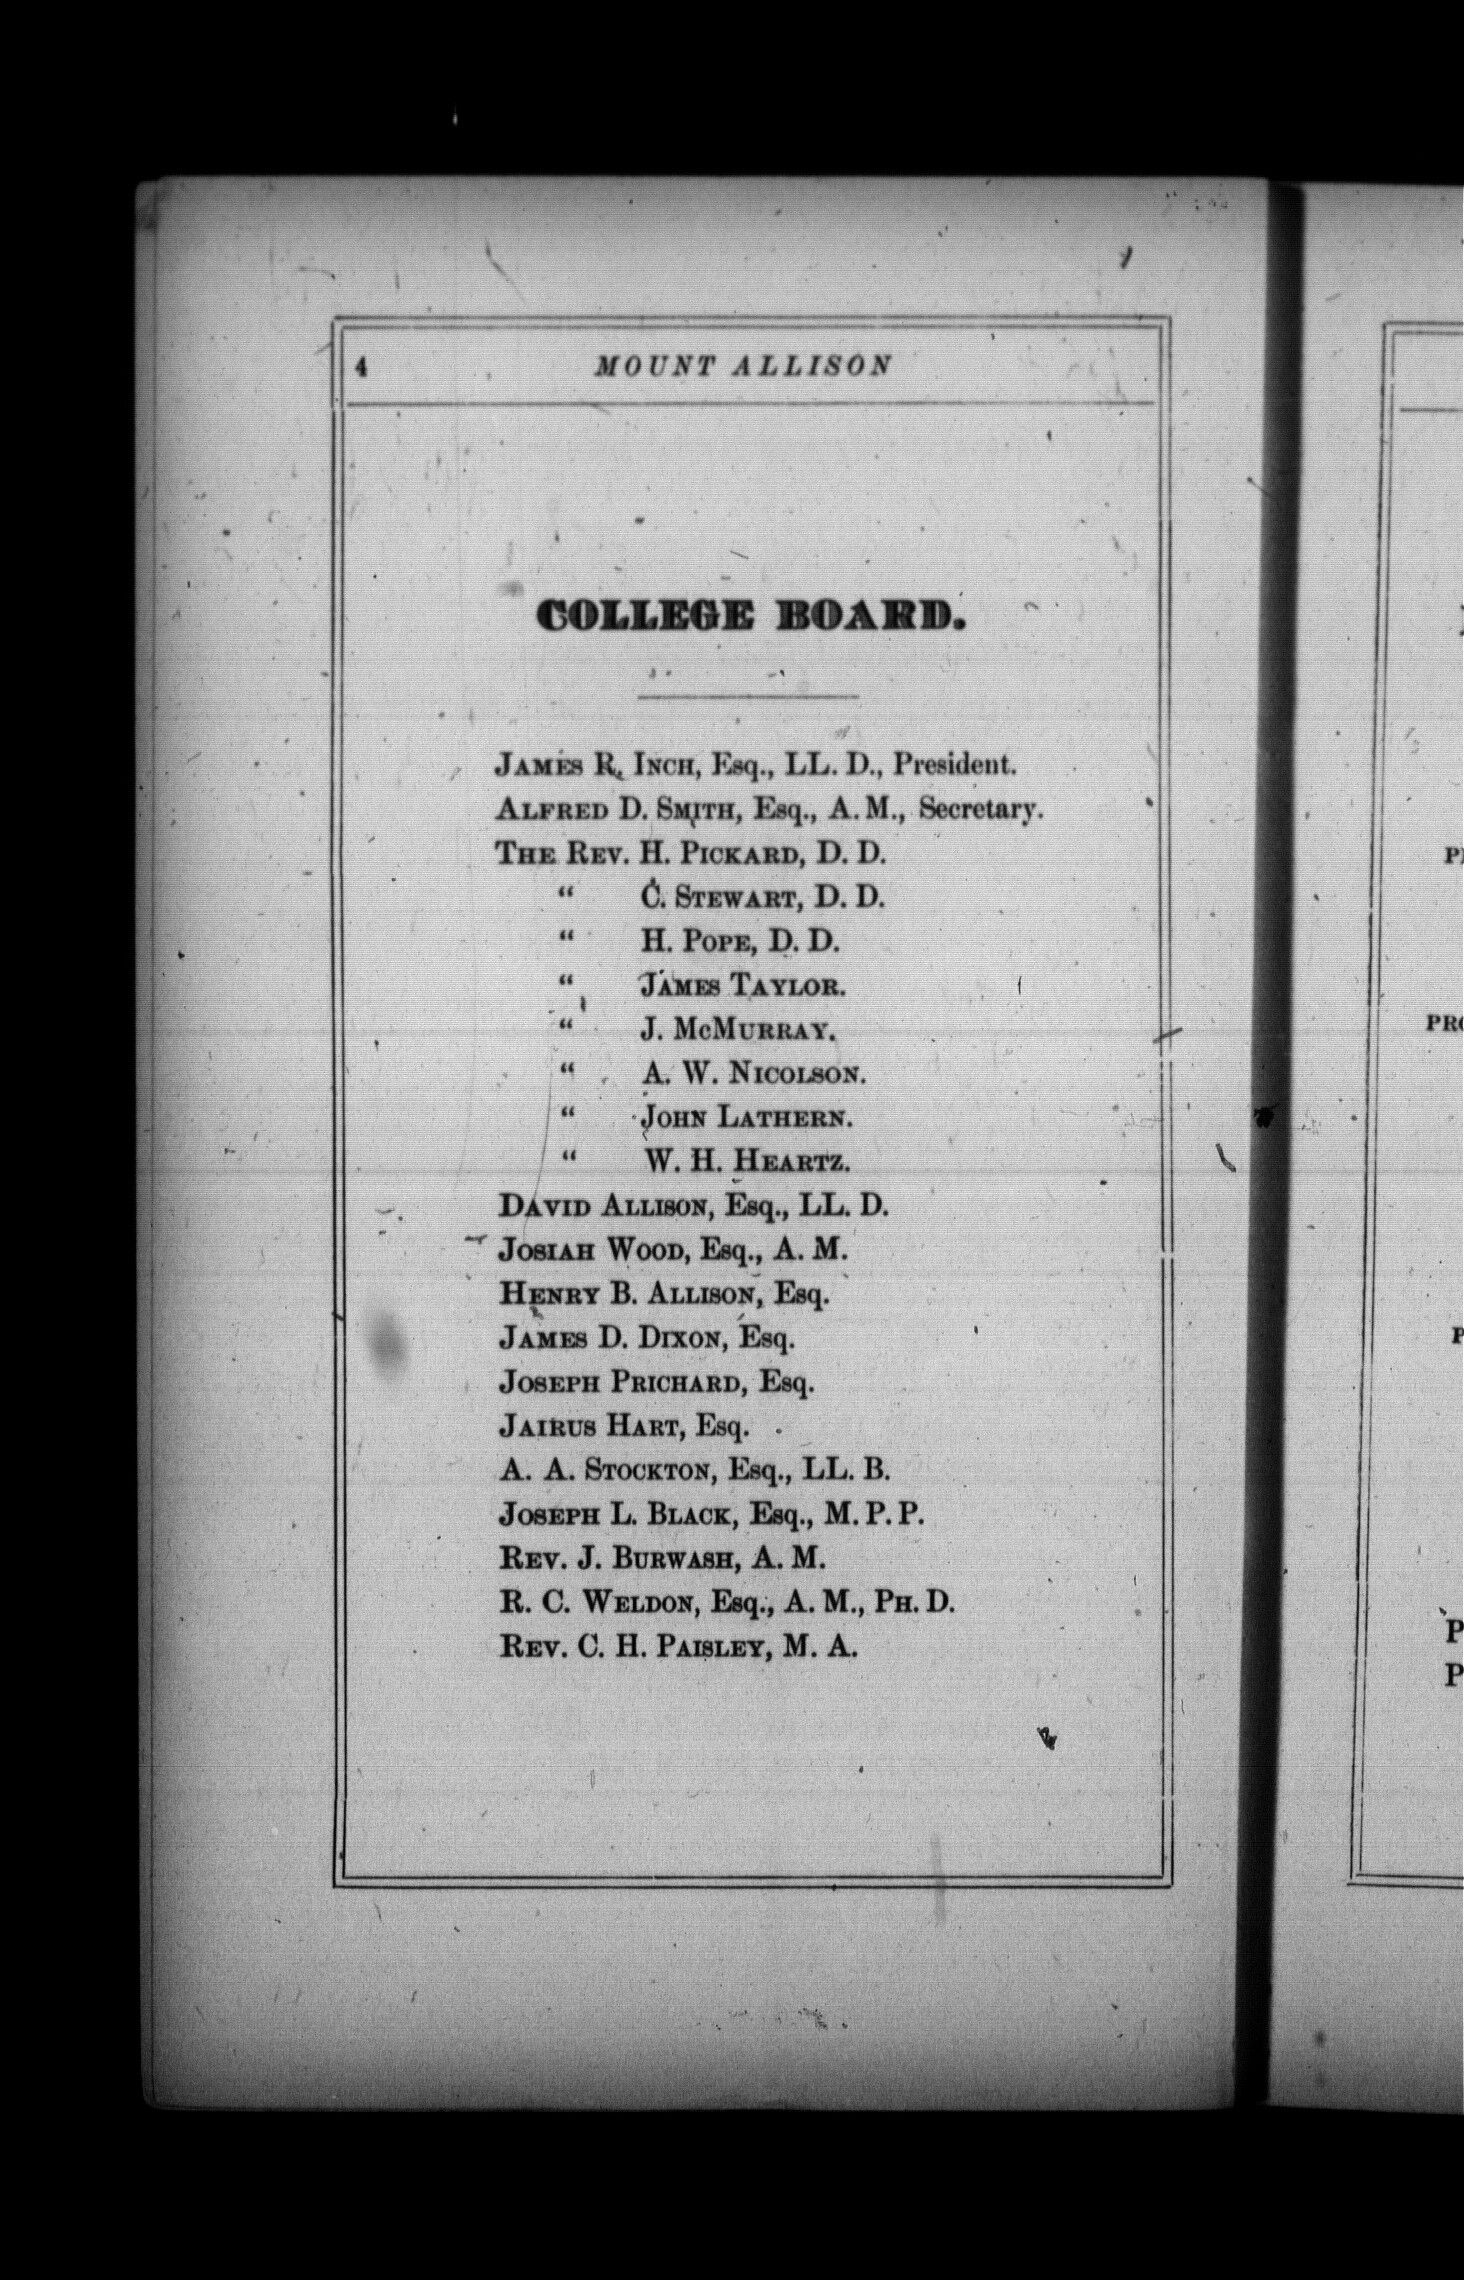 4 MOUNT ALLISON
COLLEGE BOARD.
JAMES R. INCH, Esq., LL. D., President.
ALFRED D. SMITH, Esq., A. M., Secretary.
THE REV. H. PICKARD, D. D.
“ C. STEWART, D. D.
“ H. POPE, D. D.
“ JAMES TAYLOR.
“ J. McMURRAY.
“ A. W. NICOLSON.
“ JOHN LATHERN.
“ W. H. HEARTZ.
DAVID ALLISON, Esq., LL. D.
JOSIAH WOOD, Esq., A. M.
HENRY B. ALLISON, Esq.
JAMES D. DIXON, Esq.
JOSEPH PRICHARD, Esq.
JAIRUS HART, Esq.
A. A. STOCKTON, Esq., LL. B.
JOSEPH L. BLACK, Esq., M. P. P.
REV. J. BURWASH, A. M.
R. C. WELDON, Esq., A. M., PH. D.
REV. C. H. PAISLEY, M. A.